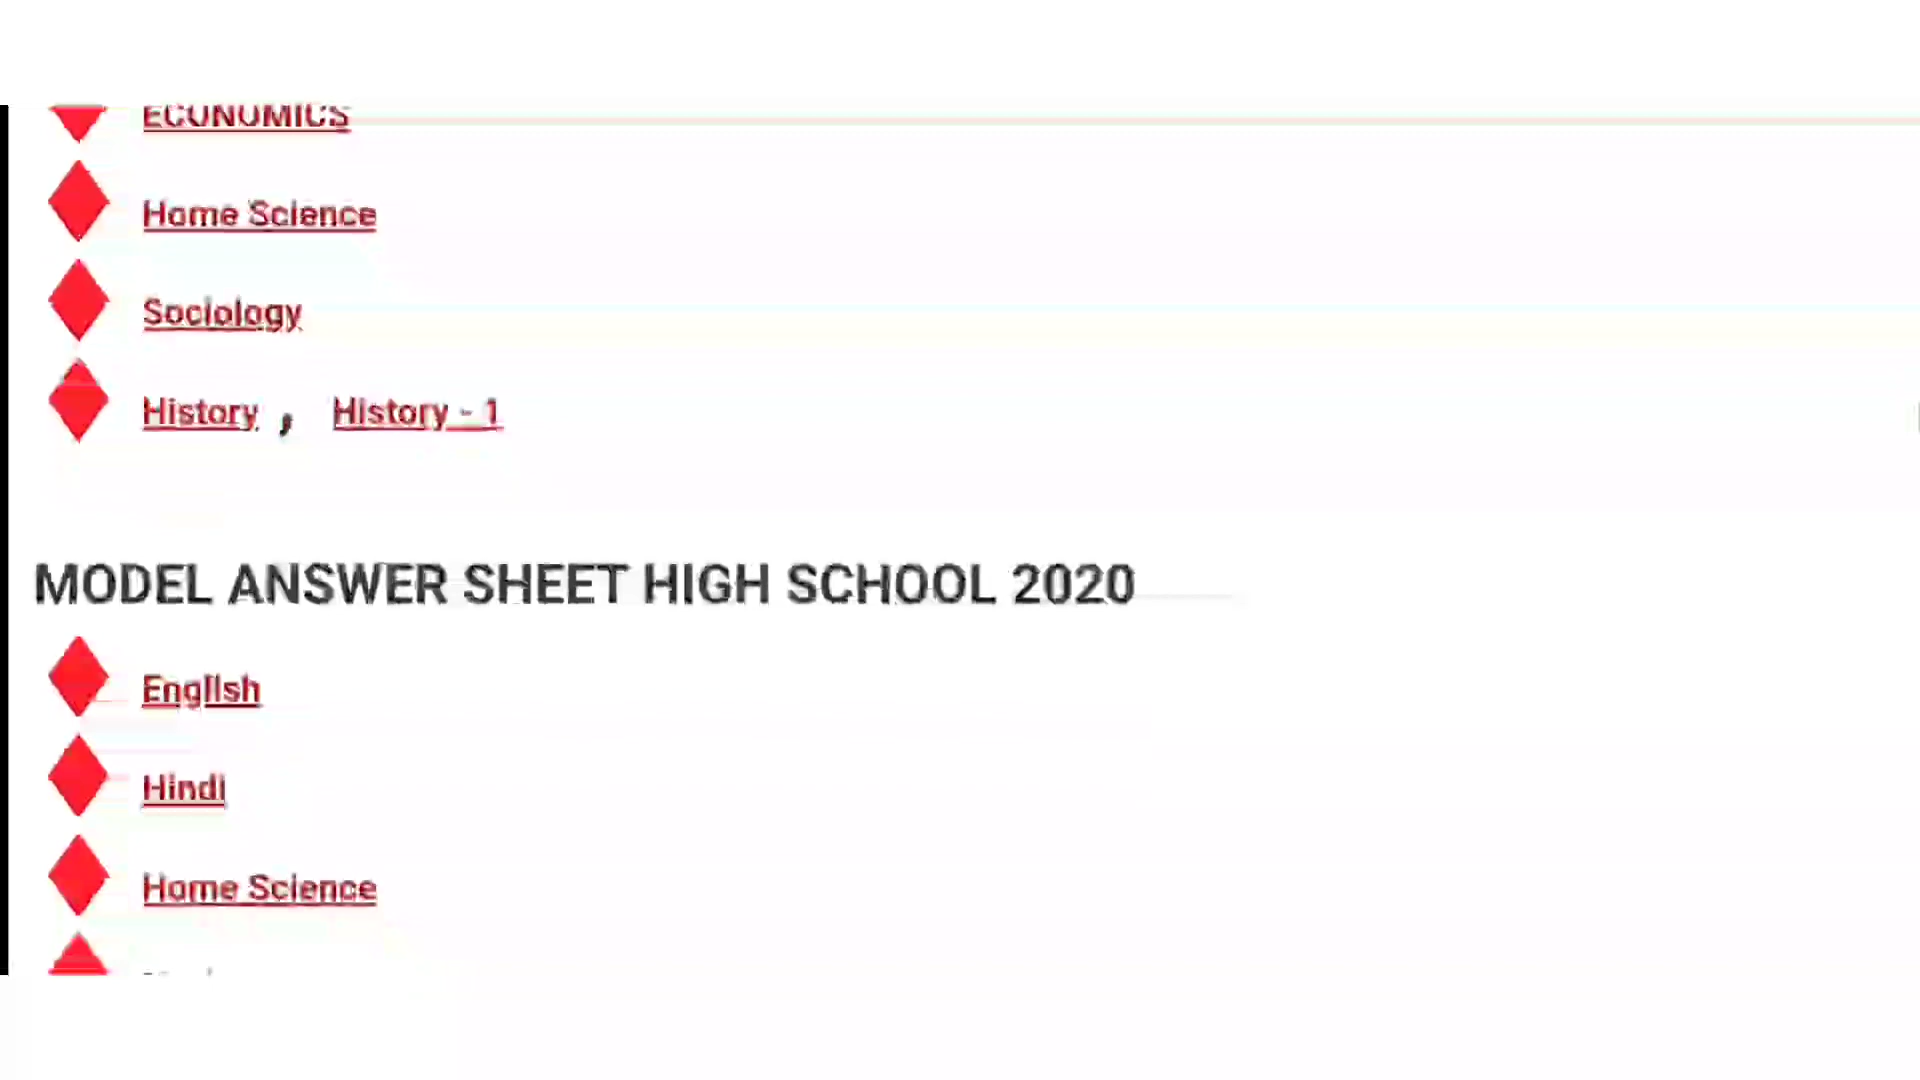 ECONOMICS
Home Science
Sociology
History , History - 1
MODEL ANSWER SHEET HIGH SCHOOL 2020
English
Hindi
Home Science